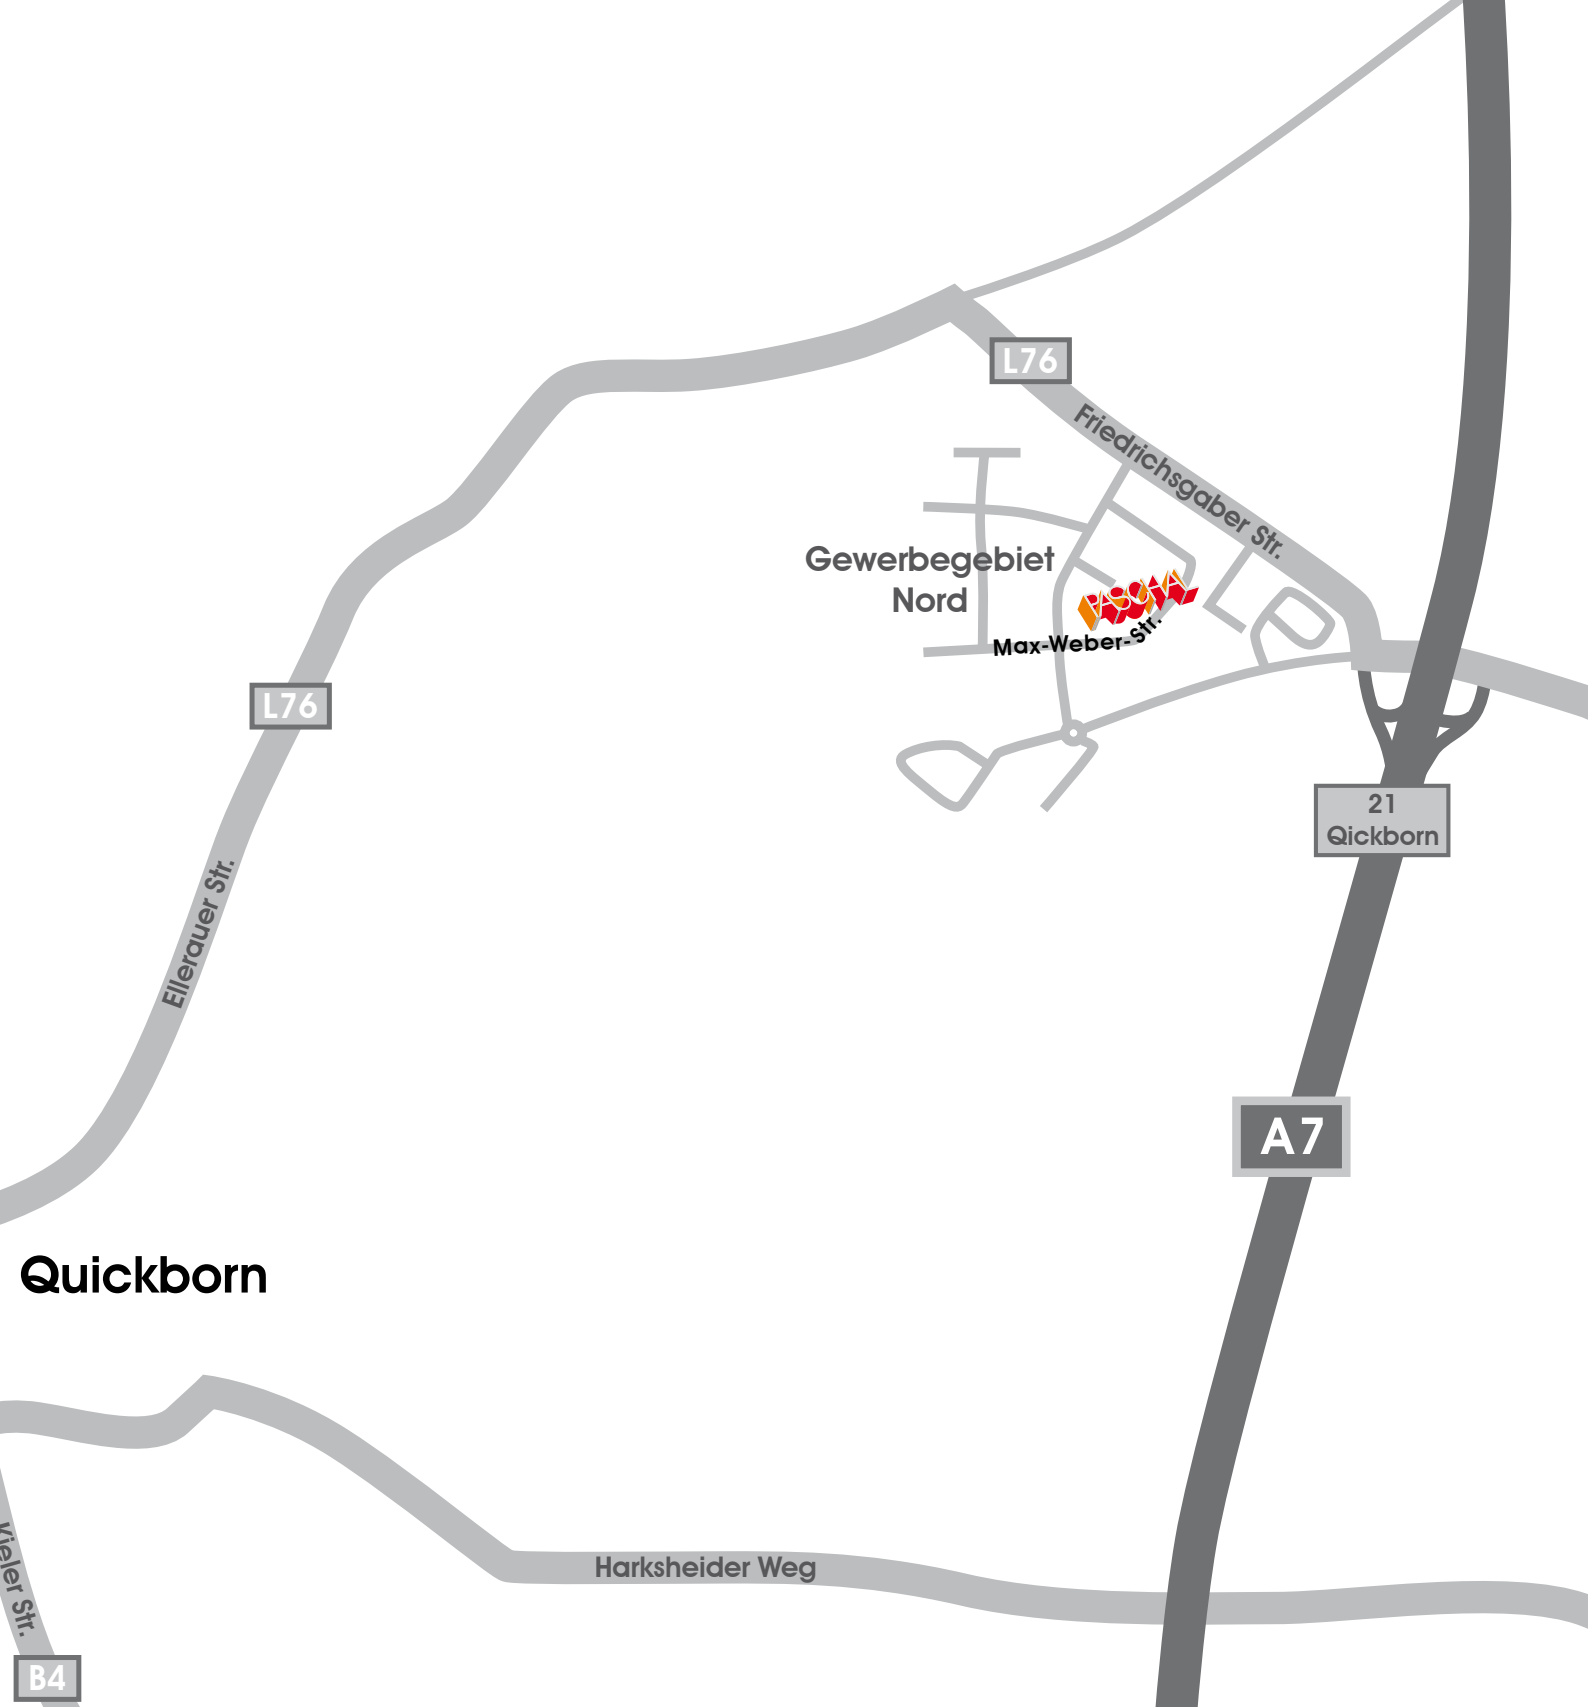 L76
Friedrichsgaber Str.
Gewerbegebiet
Nord
PASCHAL
Max-Weber-Str.
L76
21
Qickborn
Ellerauer Str.
A7
Quickborn
Harksheider Weg
Kieler Str.
B4